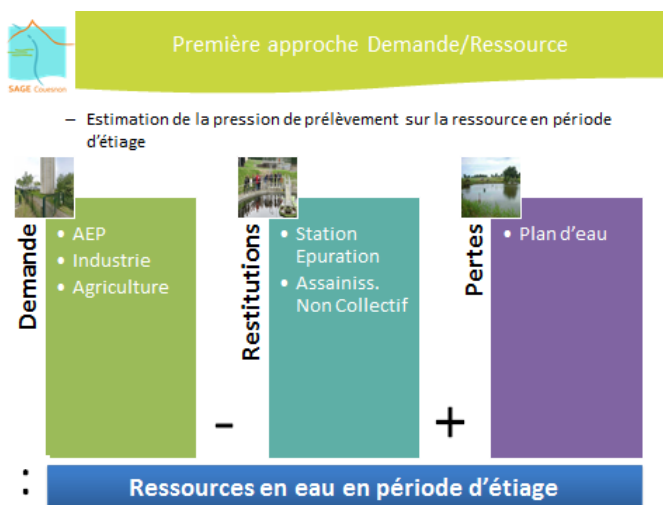 Première approche Demande/Ressource
SAGE Couesnon
– Estimation de la pression de prélèvement sur la ressource en période
d'étiage
Demande
• AEP
• Industrie
• Agriculture
-
Restitutions
• Station
Epuration
• Assainiss.
Non Collectif
+
Pertes
• Plan d'eau
:
Ressources en eau en période d'étiage